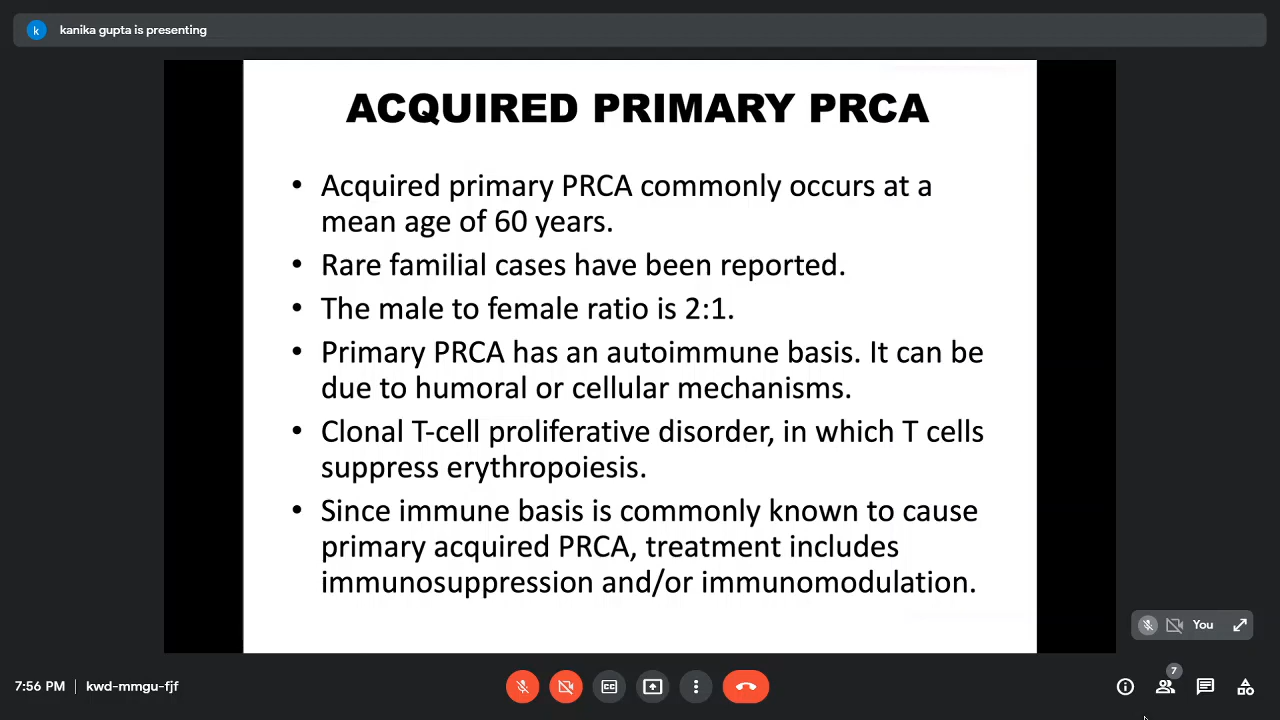 k
kanika gupta is presenting
ACQUIRED PRIMARY PRCA
• Acquired primary PRCA commonly occurs at a
mean age of 60 years.
• Rare familial cases have been reported.
• The male to female ratio is 2:1.
• Primary PRCA has an autoimmune basis. It can be
due to humoral or cellular mechanisms.
• Clonal T-cell proliferative disorder, in which T cells
suppress erythropoiesis.
• Since immune basis is commonly known to cause
primary acquired PRCA, treatment includes
immunosuppression and/or immunomodulation.
You
7:56 PM | kwd-mmgu-fjf
CC
7